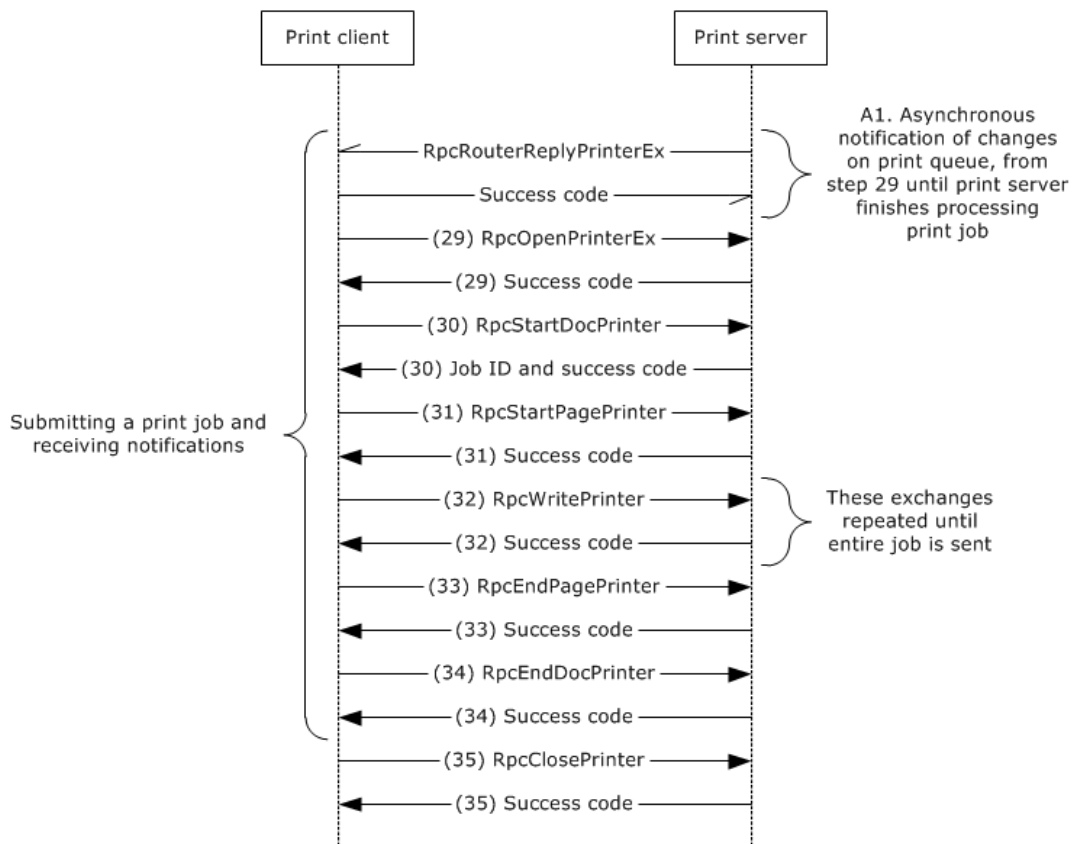 Print client
Print server
A1. Asynchronous
notification of changes
on print queue, from
step 29 until print server
finishes processing
print job
RpcRouterReplyPrinterEx
Success code
(29) RpcOpenPrinterEx
(29) Success code
(30) RpcStartDocPrinter
(30) Job ID and success code
Submitting a print job and
receiving notifications
(31) RpcStartPagePrinter
(31) Success code
(32) RpcWritePrinter
(32) Success code
These exchanges
repeated until
entire job is sent
(33) RpcEndPagePrinter
(33) Success code
(34) RpcEndDocPrinter
(34) Success code
(35) RpcClosePrinter
(35) Success code